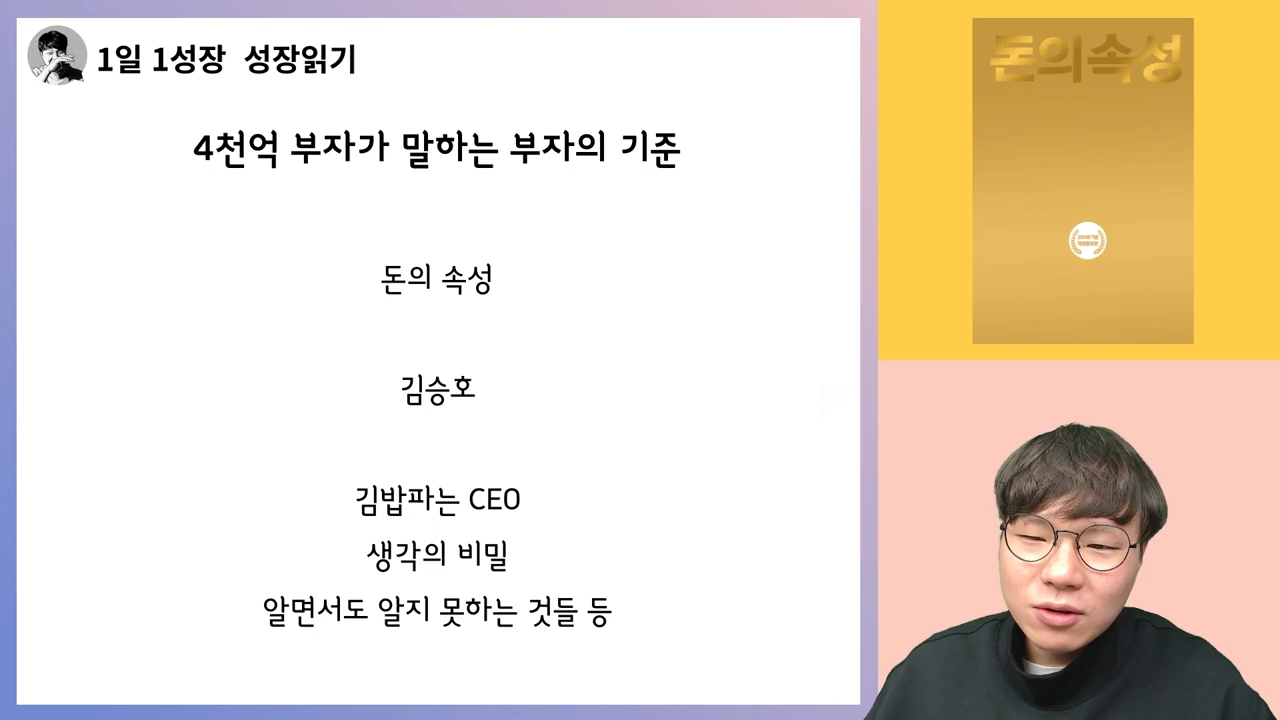 1일 1성장 성장읽기
4천억 부자가 말하는 부자의 기준
돈의 속성
김승호
김밥파는 CEO
생각의 비밀
알면서도 알지 못하는 것들 등
돈의 속성